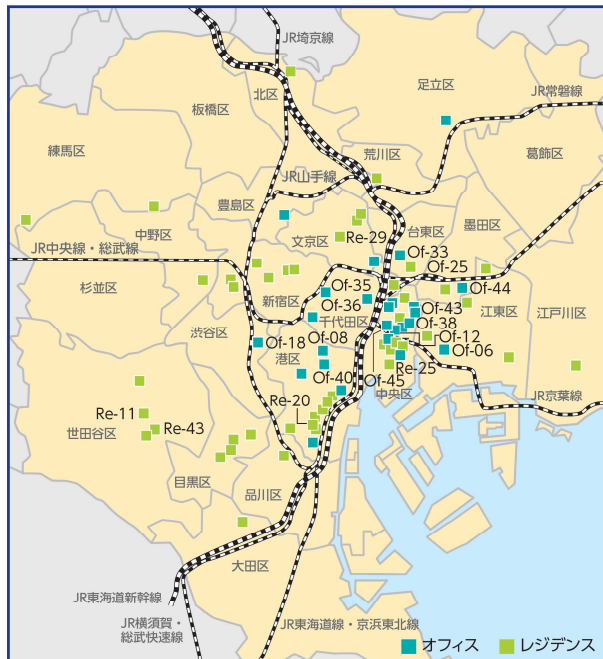 JR埼京線
足立区
北区
JR常磐線
板橋区
荒川区
葛飾区
練馬区
JR山手線
豊島区
台東区
墨田区
文京区
Re-29
中野区
Of-33
JR中央線・総武線
Of-25
Of-35
Of-44
杉並区
新宿区
Of-36
Of-43
江東区
千代田区
Of-38
江戸川区
渋谷区
Of-18
Of-08
Of-12
港区
Of-06
Re-25
Of-40
Of-45
中央区
JR京葉線
Re-20
Re-11
世田谷区
Re-43
目黒区
品川区
大田区
JR東海道新幹線
JR横須賀・
総武快速線
JR東海道線・京浜東北線
オフィス
レジデンス